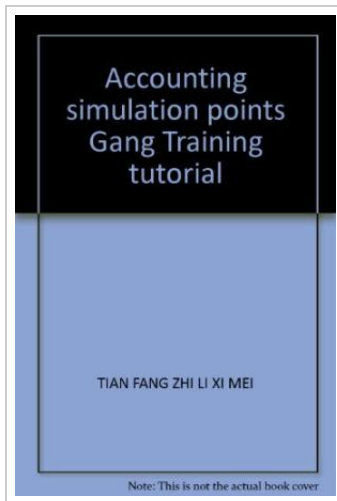 Accounting
simulation points
Gang Training
tutorial
TIAN FANG ZHI LI XI MEI
Note: This is not the actual book cover